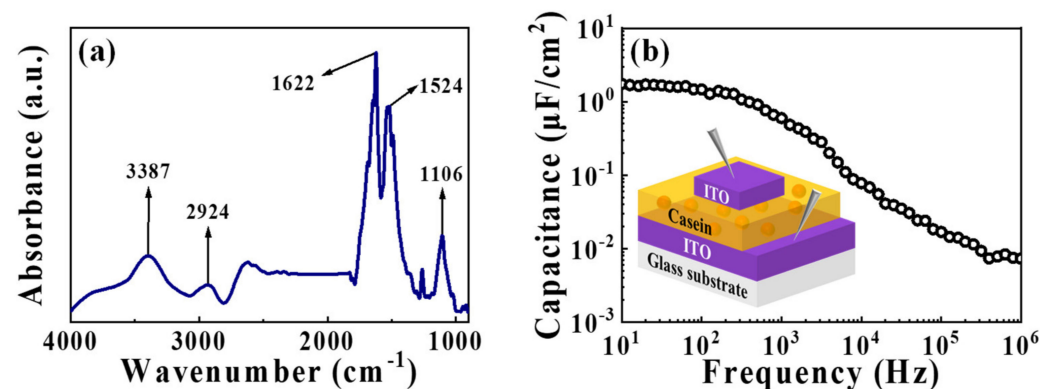 (a)
Absorbance (a.u.)
3387
2924
1622
1524
1106
4000
3000
2000
1000
Wavenumber (cm⁻¹)
(b)
Capacitance (μF/cm²)
10¹
10⁰
10⁻¹
10⁻²
10⁻³
ITO
Casein
ITO
Glass substrate
10¹
10²
10³
10⁴
10⁵
10⁶
Frequency (Hz)